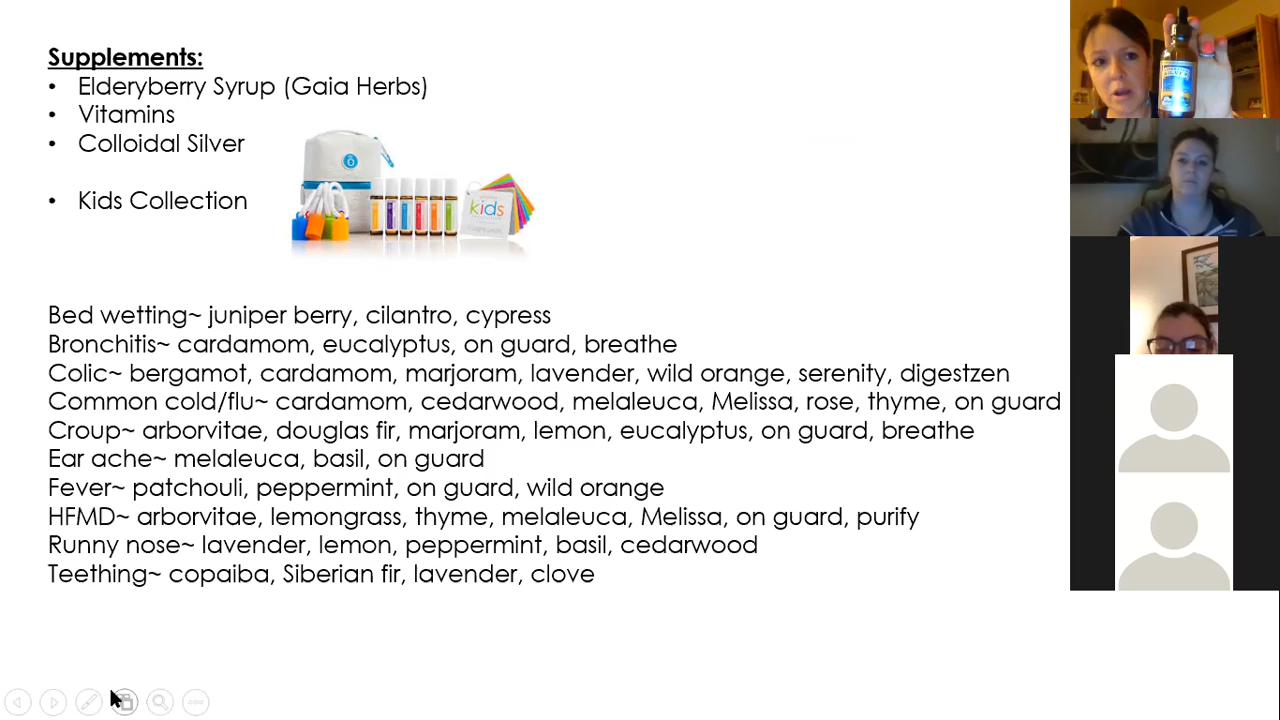 Supplements:
• Elderyberry Syrup (Gaia Herbs)
• Vitamins
• Colloidal Silver
• Kids Collection
kids
Bed wetting~ juniper berry, cilantro, cypress
Bronchitis~ cardamom, eucalyptus, on guard, breathe
Colic~ bergamot, cardamom, marjoram, lavender, wild orange, serenity, digestzen
Common cold/flu~ cardamom, cedarwood, melaleuca, Melissa, rose, thyme, on guard
Croup~ arborvitae, douglas fir, marjoram, lemon, eucalyptus, on guard, breathe
Ear ache~ melaleuca, basil, on guard
Fever~ patchouli, peppermint, on guard, wild orange
HFMD~ arborvitae, lemongrass, thyme, melaleuca, Melissa, on guard, purify
Runny nose~ lavender, lemon, peppermint, basil, cedarwood
Teething~ copaiba, Siberian fir, lavender, clove